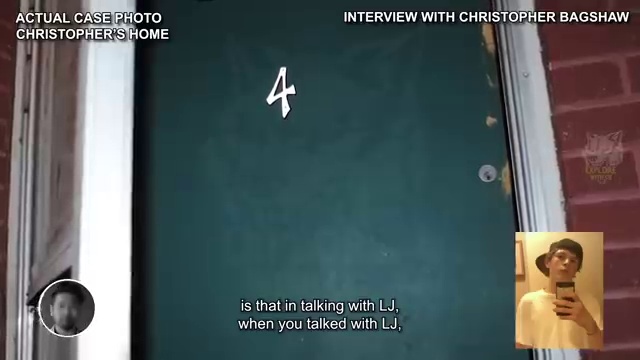 ACTUAL CASE PHOTO
CHRISTOPHER'S HOME
INTERVIEW WITH CHRISTOPHER BAGSHAW
4
EXPLORE
is that in talking with LJ,
when you talked with LJ,